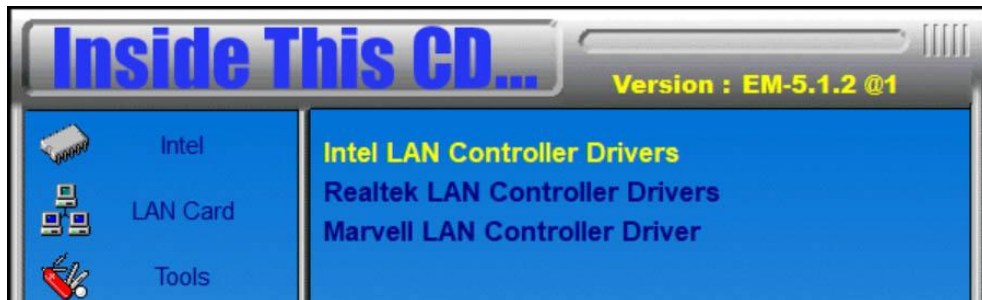 Inside This CD...
Version : EM-5.1.2 @1
Intel
LAN Card
Tools
Intel LAN Controller Drivers
Realtek LAN Controller Drivers
Marvell LAN Controller Driver